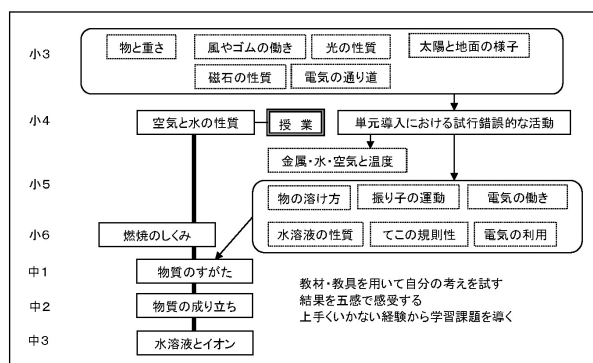 小3
物と重さ
風やゴムの働き
光の性質
太陽と地面の様子
磁石の性質
電気の通り道
小4
空気と水の性質
授業
単元導入における試行錯誤的な活動
金属・水・空気と温度
小5
物の溶け方
振り子の運動
電気の働き
小6
燃焼のしくみ
水溶液の性質
てこの規則性
電気の利用
中1
物質のすがた
教材・教具を用いて自分の考えを試す
中2
物質の成り立ち
結果を五感で感受する
上手くいかない経験から学習課題を導く
中3
水溶液とイオン